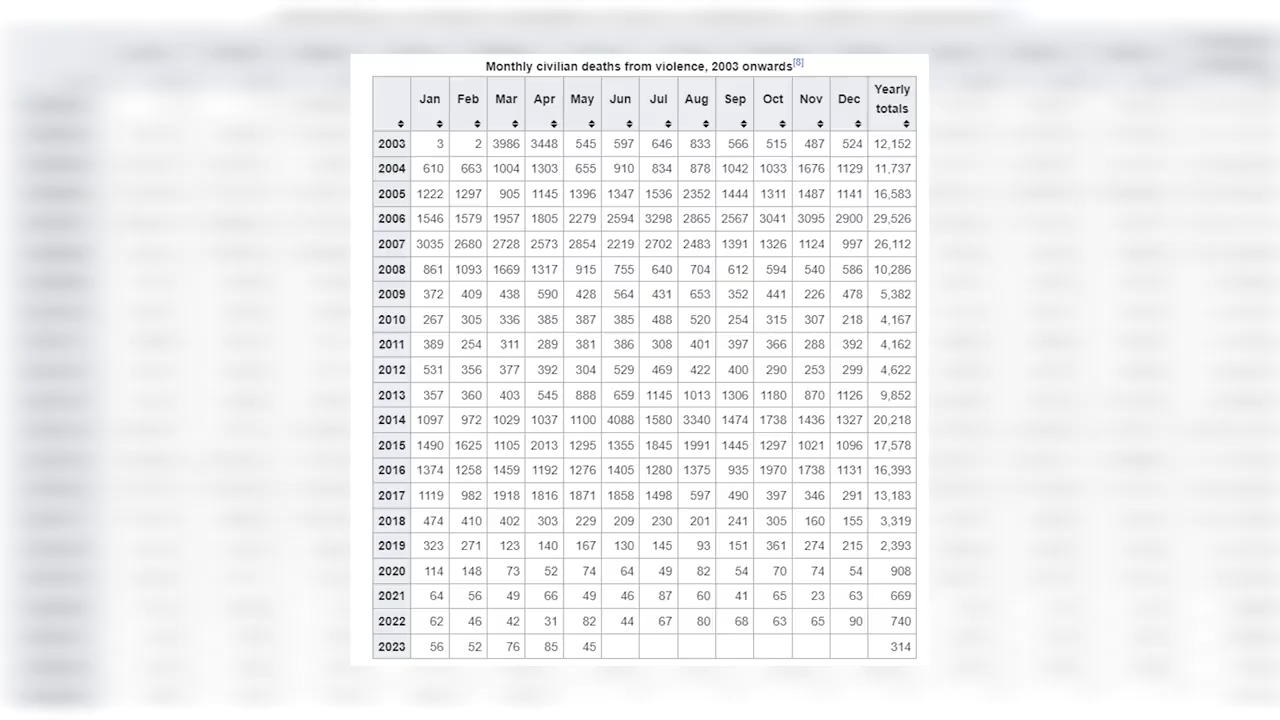 Monthly civilian deaths from violence, 2003 onwards[8]
Jan Feb Mar Apr May Jun Jul Aug Sep Oct Nov Dec Yearly totals
2003 3 2 3986 3448 545 597 646 833 566 515 487 524 12,152
2004 610 663 1004 1303 655 910 834 878 1042 1033 1676 1129 11,737
2005 1222 1297 905 1145 1396 1347 1536 2352 1444 1311 1487 1141 16,583
2006 1546 1579 1957 1805 2279 2594 3298 2865 2567 3041 3095 2900 29,526
2007 3035 2680 2728 2573 2854 2219 2702 2483 1391 1326 1124 997 26,112
2008 861 1093 1669 1317 915 755 640 704 612 594 540 586 10,286
2009 372 409 438 590 428 564 431 653 352 441 226 478 5,382
2010 267 305 336 385 387 385 488 520 254 315 307 218 4,167
2011 389 254 311 289 381 386 308 401 397 366 288 392 4,162
2012 531 356 377 392 304 529 469 422 400 290 253 299 4,622
2013 357 360 403 545 888 659 1145 1013 1306 1180 870 1126 9,852
2014 1097 972 1029 1037 1100 4088 1580 3340 1474 1738 1436 1327 20,218
2015 1490 1625 1105 2013 1295 1355 1845 1991 1445 1297 1021 1096 17,578
2016 1374 1258 1459 1192 1276 1405 1280 1375 935 1970 1738 1131 16,393
2017 1119 982 1918 1816 1871 1858 1498 597 490 397 346 291 13,183
2018 474 410 402 303 229 209 230 201 241 305 160 155 3,319
2019 323 271 123 140 167 130 145 93 151 361 274 215 2,393
2020 114 148 73 52 74 64 49 82 54 70 74 54 908
2021 64 56 49 66 49 46 87 60 41 65 23 63 669
2022 62 46 42 31 82 44 67 80 68 63 65 90 740
2023 56 52 76 85 45 314